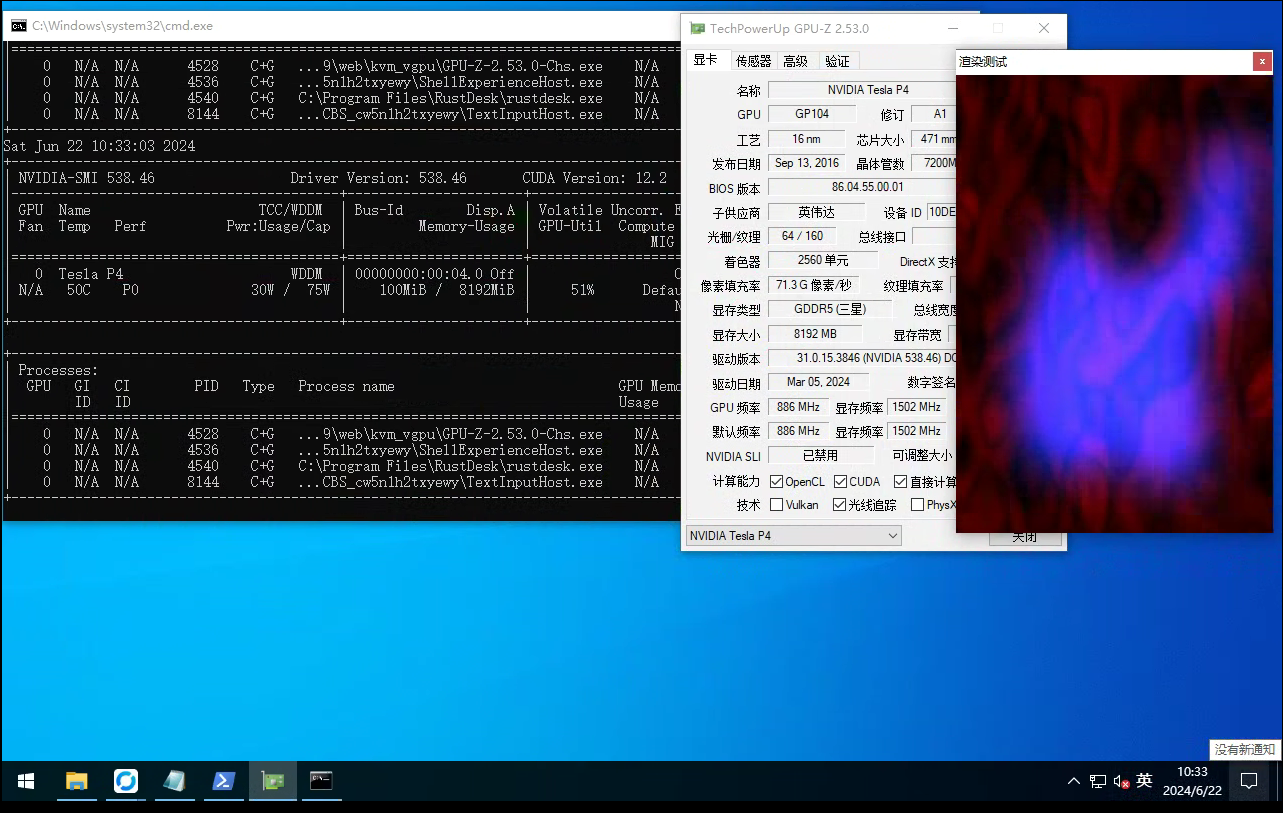 C:\Windows\system32\cmd.exe
0 N/A N/A 4528 C+G ...9\web\kvm_vgpu\GPU-Z-2.53.0-Chs.exe N/A
0 N/A N/A 4536 C+G ...5n1h2txyewy\ShellExperienceHost.exe N/A
0 N/A N/A 4540 C+G C:\Program Files\RustDesk\rustdesk.exe N/A
0 N/A N/A 8144 C+G ...CBS_cw5n1h2txyewy\TextInputHost.exe N/A
Sat Jun 22 10:33:03 2024
NVIDIA-SMI 538.46 Driver Version: 538.46 CUDA Version: 12.2
GPU Name TCC/WDDM Bus-Id Disp.A Volatile Uncorr. E
Fan Temp Perf Pwr:Usage/Cap Memory-Usage GPU-Util Compute
MIG
0 Tesla P4 WDDM 00000000:00:04.0 Off
N/A 50C P0 30W / 75W 100MiB / 8192MiB 51% Defau
Processes:
GPU GI CI PID Type Process name GPU Memo
ID ID Usage
0 N/A N/A 4528 C+G ...9\web\kvm_vgpu\GPU-Z-2.53.0-Chs.exe N/A
0 N/A N/A 4536 C+G ...5n1h2txyewy\ShellExperienceHost.exe N/A
0 N/A N/A 4540 C+G C:\Program Files\RustDesk\rustdesk.exe N/A
0 N/A N/A 8144 C+G ...CBS_cw5n1h2txyewy\TextInputHost.exe N/A
TechPowerUp GPU-Z 2.53.0
显卡 传感器 高级 验证
名称 NVIDIA Tesla P4
GPU GP104 修订 A1
工艺 16 nm 芯片大小 471 mm
发布日期 Sep 13, 2016 晶体管数 7200M
BIOS 版本 86.04.55.00.01
子供应商 英伟达 设备 ID 10DE
光栅/纹理 64 / 160 总线接口
着色器 2560 单元 DirectX 支持
像素填充率 71.3 G 像素/秒 纹理填充率
显存类型 GDDR5 (三星) 总线宽度
显存大小 8192 MB 显存带宽
驱动版本 31.0.15.3846 (NVIDIA 538.46) DC
驱动日期 Mar 05, 2024 数字签名
GPU 频率 886 MHz 显存频率 1502 MHz
默认频率 886 MHz 显存频率 1502 MHz
NVIDIA SLI 已禁用 可调整大小
计算能力 OpenCL CUDA 直接计算
技术 Vulkan 光线追踪 PhysX
NVIDIA Tesla P4 关闭
渲染测试
没有新通知
英
10:33
2024/6/22